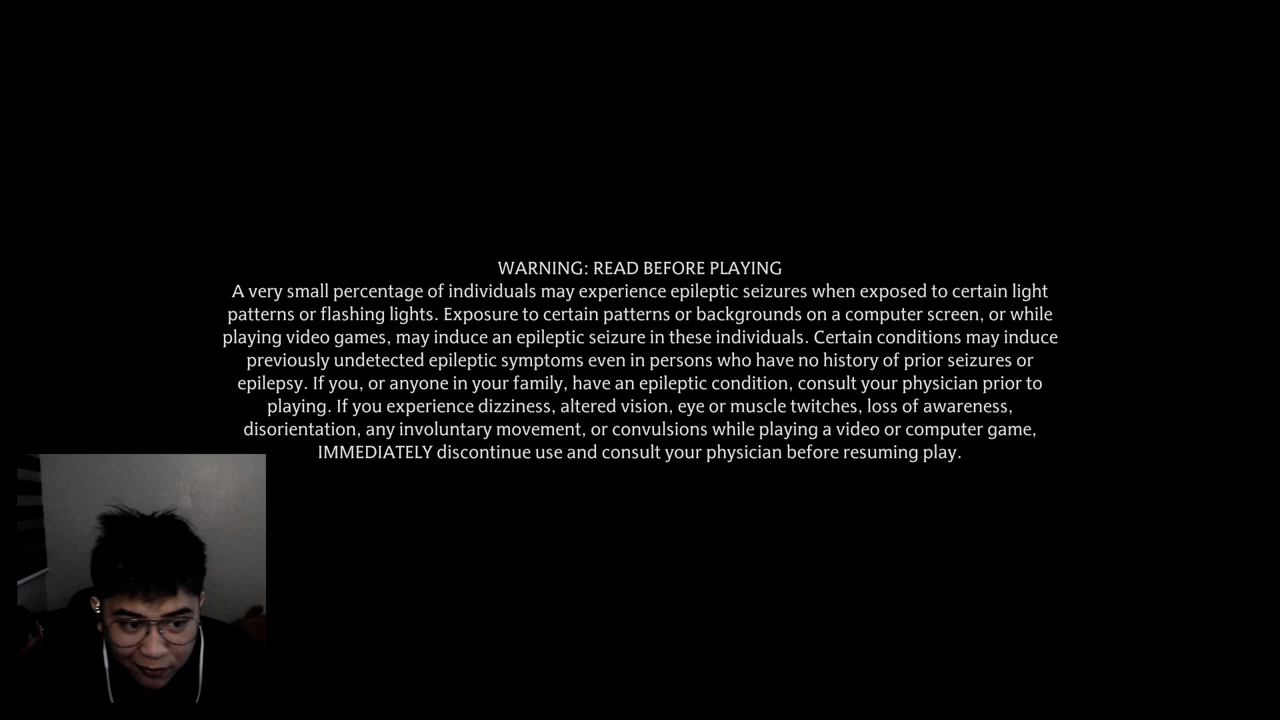 WARNING: READ BEFORE PLAYING
A very small percentage of individuals may experience epileptic seizures when exposed to certain light
patterns or flashing lights. Exposure to certain patterns or backgrounds on a computer screen, or while
playing video games, may induce an epileptic seizure in these individuals. Certain conditions may induce
previously undetected epileptic symptoms even in persons who have no history of prior seizures or
epilepsy. If you, or anyone in your family, have an epileptic condition, consult your physician prior to
playing. If you experience dizziness, altered vision, eye or muscle twitches, loss of awareness,
disorientation, any involuntary movement, or convulsions while playing a video or computer game,
IMMEDIATELY discontinue use and consult your physician before resuming play.